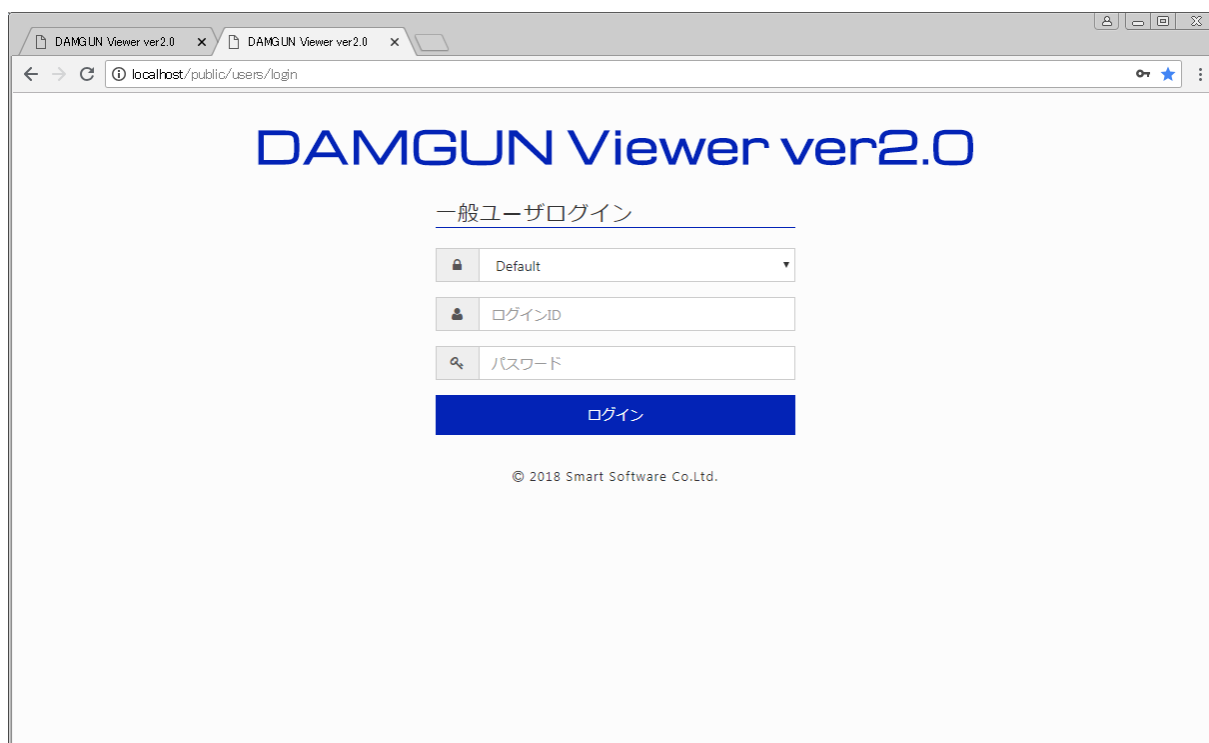 DAMGUN Viewer ver2.0
DAMGUN Viewer ver2.0
localhost/public/users/login
DAMGUN Viewer ver2.0
一般ユーザログイン
Default
ログインID
パスワード
ログイン
© 2018 Smart Software Co.Ltd.